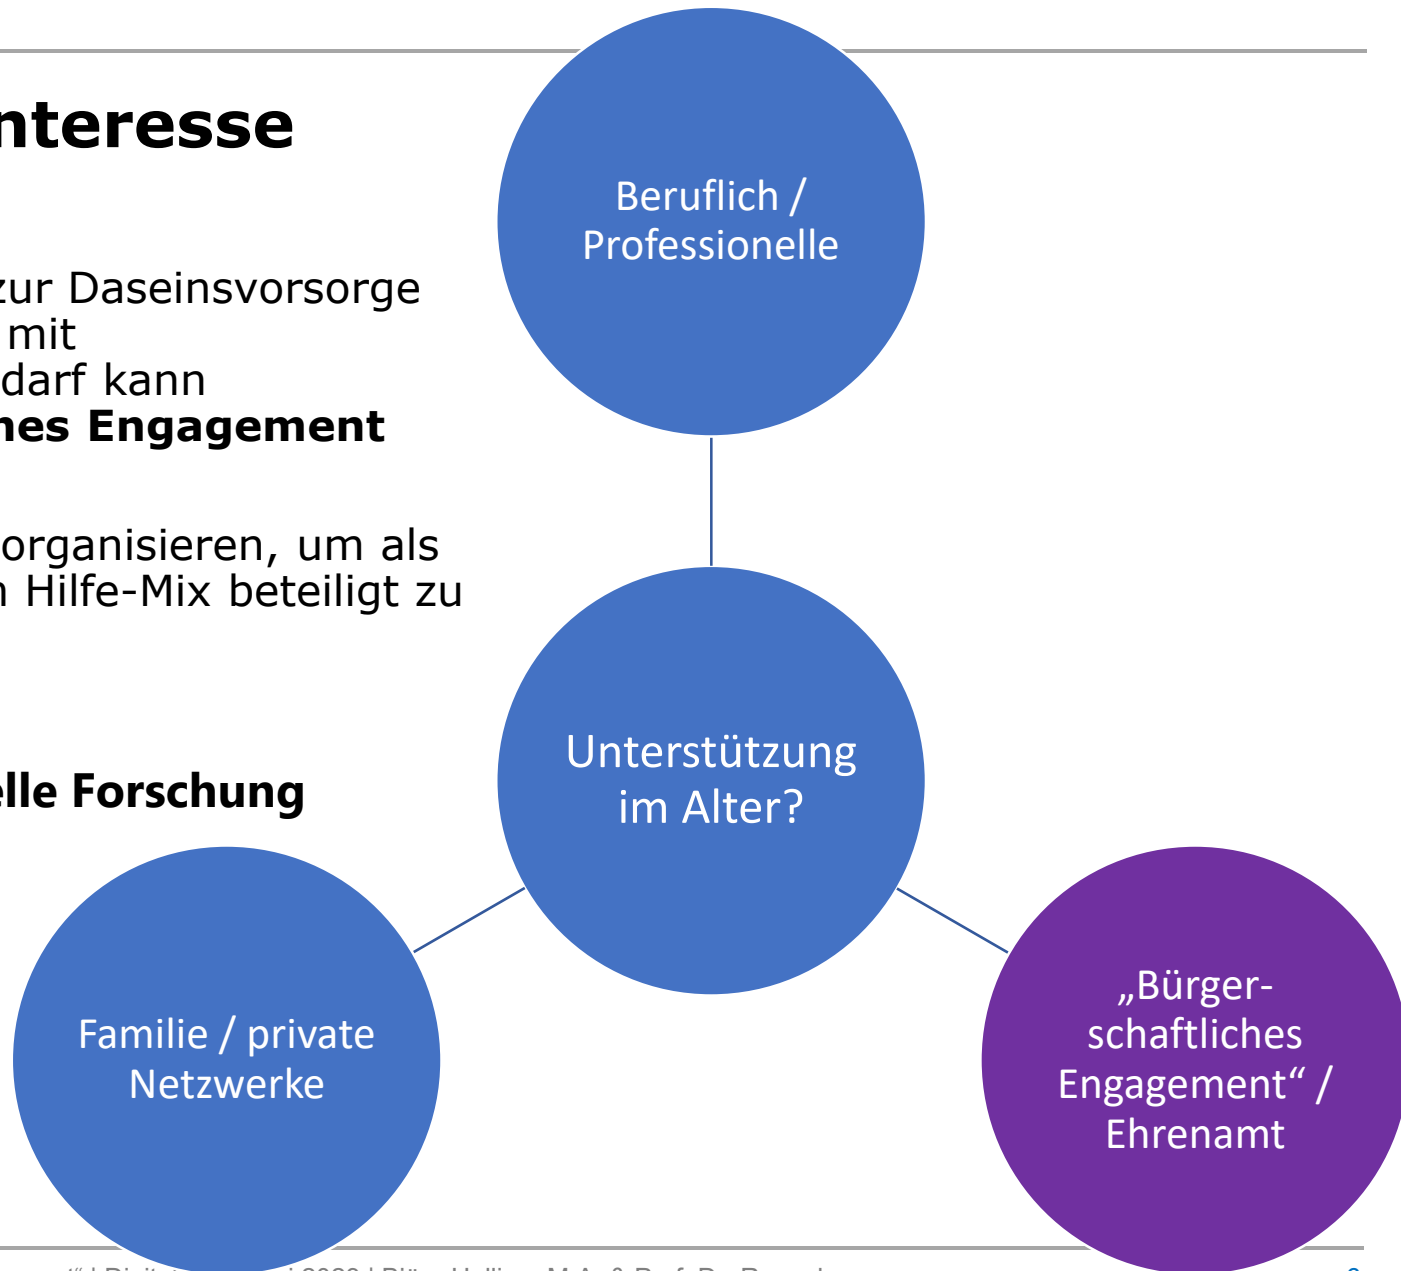 nteresse
zur Daseinsvorsorge
mit
darf kann
nes Engagement
organisieren, um als
n Hilfe-Mix beteiligt zu
elle Forschung
Beruflich /
Professionelle
Unterstützung
im Alter?
Familie / private
Netzwerke
„Bürger-
schaftliches
Engagement“ /
Ehrenamt